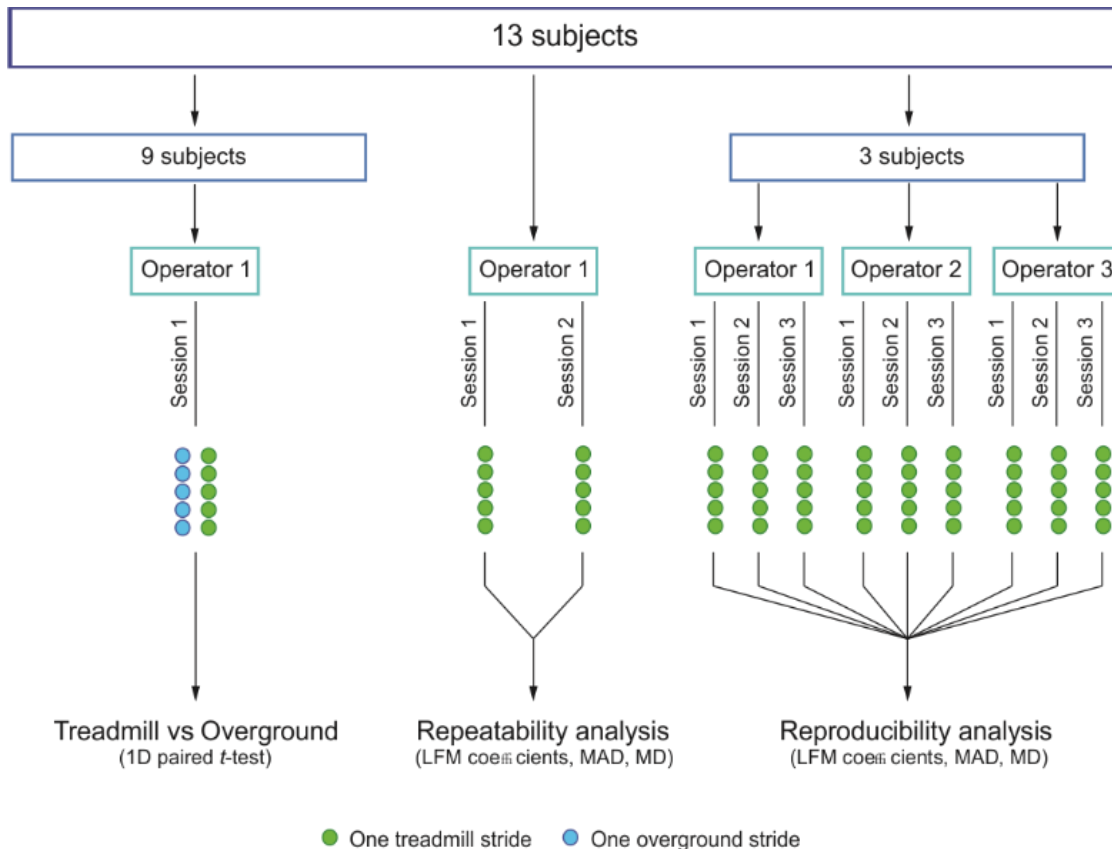 13 subjects
9 subjects
3 subjects
Operator 1
Operator 1
Operator 1
Operator 2
Operator 3
Session 1
Session 1
Session 2
Session 1
Session 2
Session 3
Session 1
Session 2
Session 3
Session 1
Session 2
Session 3
Treadmill vs Overground
(1D paired t-test)
Repeatability analysis
(LFM coefficients, MAD, MD)
Reproducibility analysis
(LFM coefficients, MAD, MD)
One treadmill stride
One overground stride